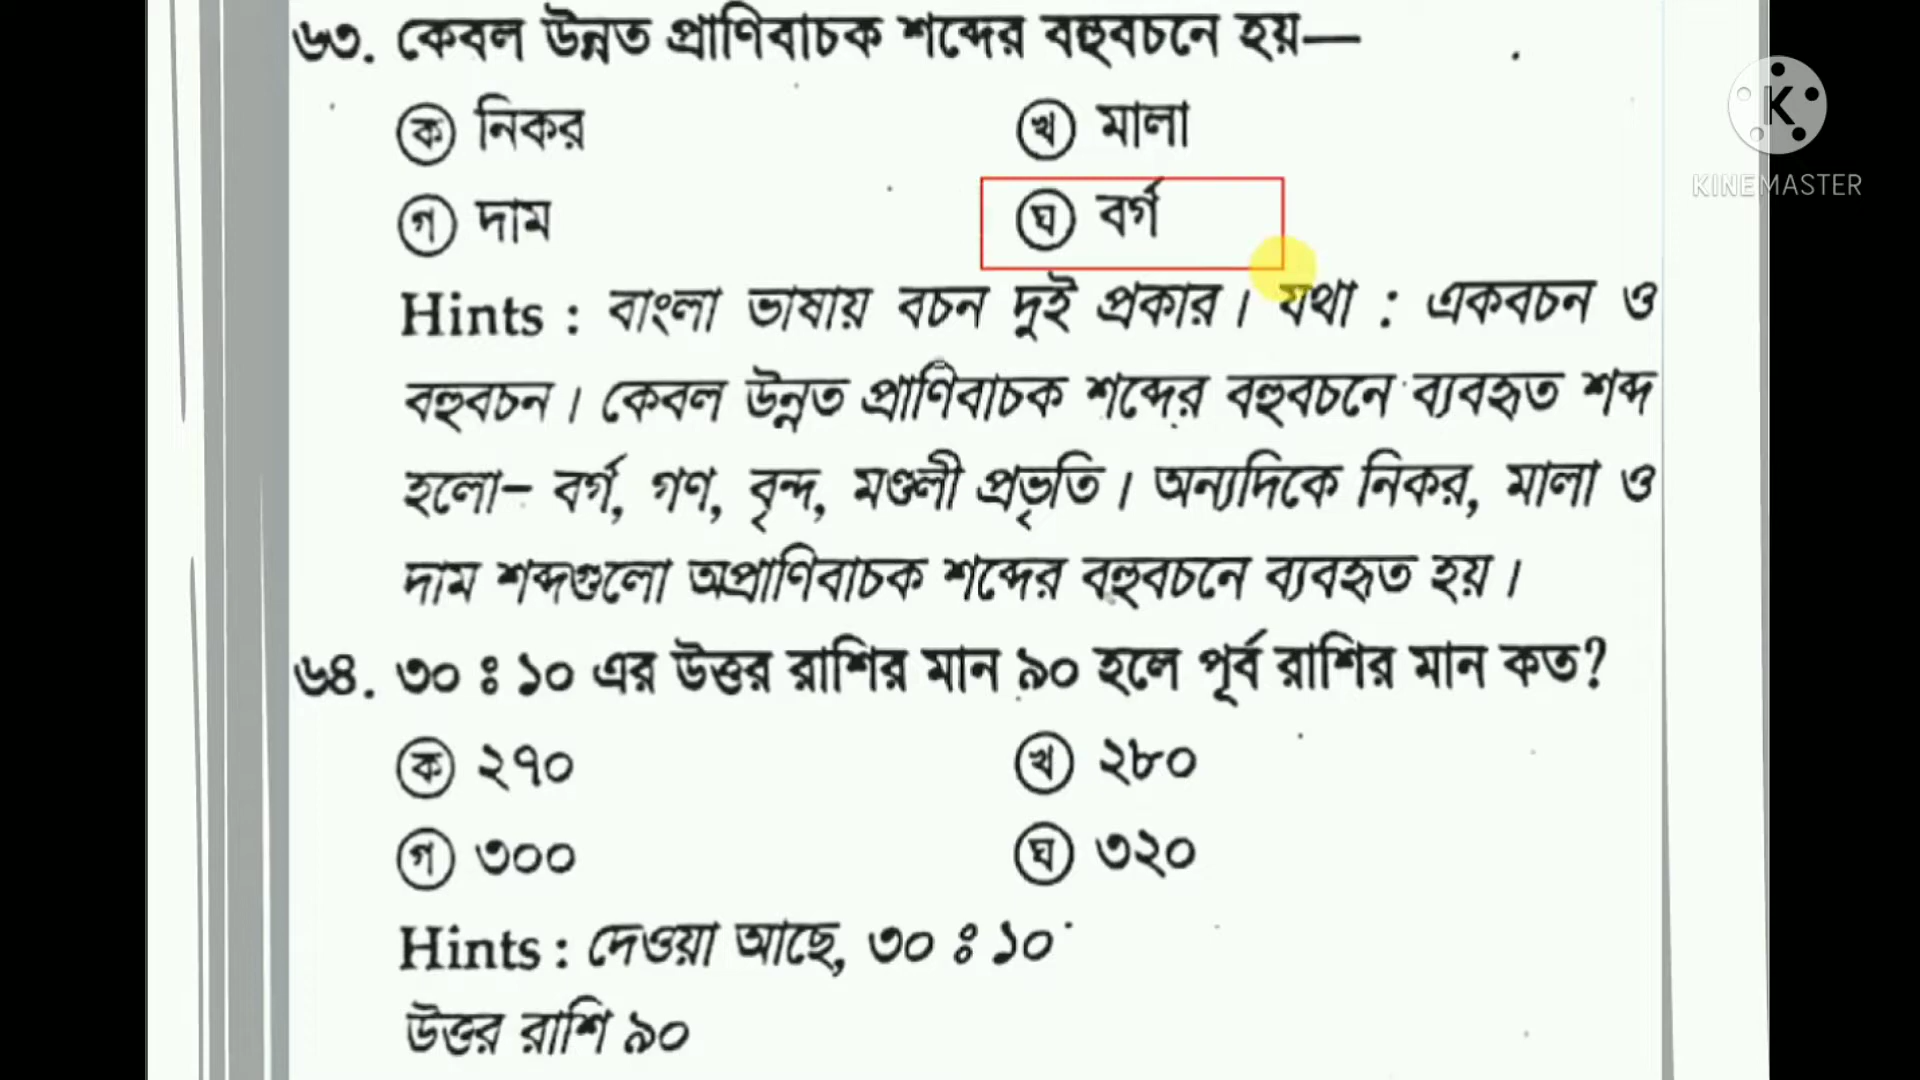 ৬৩. কেবল উন্নত প্রাণিবাচক শব্দের বহুবচনে হয়—
ক নিকর
খ মালা
গ দাম
ঘ বর্গ
Hints : বাংলা ভাষায় বচন দুই প্রকার। যথা : একবচন ও
বহুবচন। কেবল উন্নত প্রাণিবাচক শব্দের বহুবচনে ব্যবহৃত শব্দ
হলো– বর্গ, গণ, বৃন্দ, মণ্ডলী প্রভৃতি। অন্যদিকে নিকর, মালা ও
দাম শব্দগুলো অপ্রাণিবাচক শব্দের বহুবচনে ব্যবহৃত হয়।
৬৪. ৩০ ঃ ১০ এর উত্তর রাশির মান ৯০ হলে পূর্ব রাশির মান কত?
ক ২৭০
খ ২৮০
গ ৩০০
ঘ ৩২০
Hints : দেওয়া আছে, ৩০ ঃ ১০
উত্তর রাশি ৯০
K
KINEMASTER